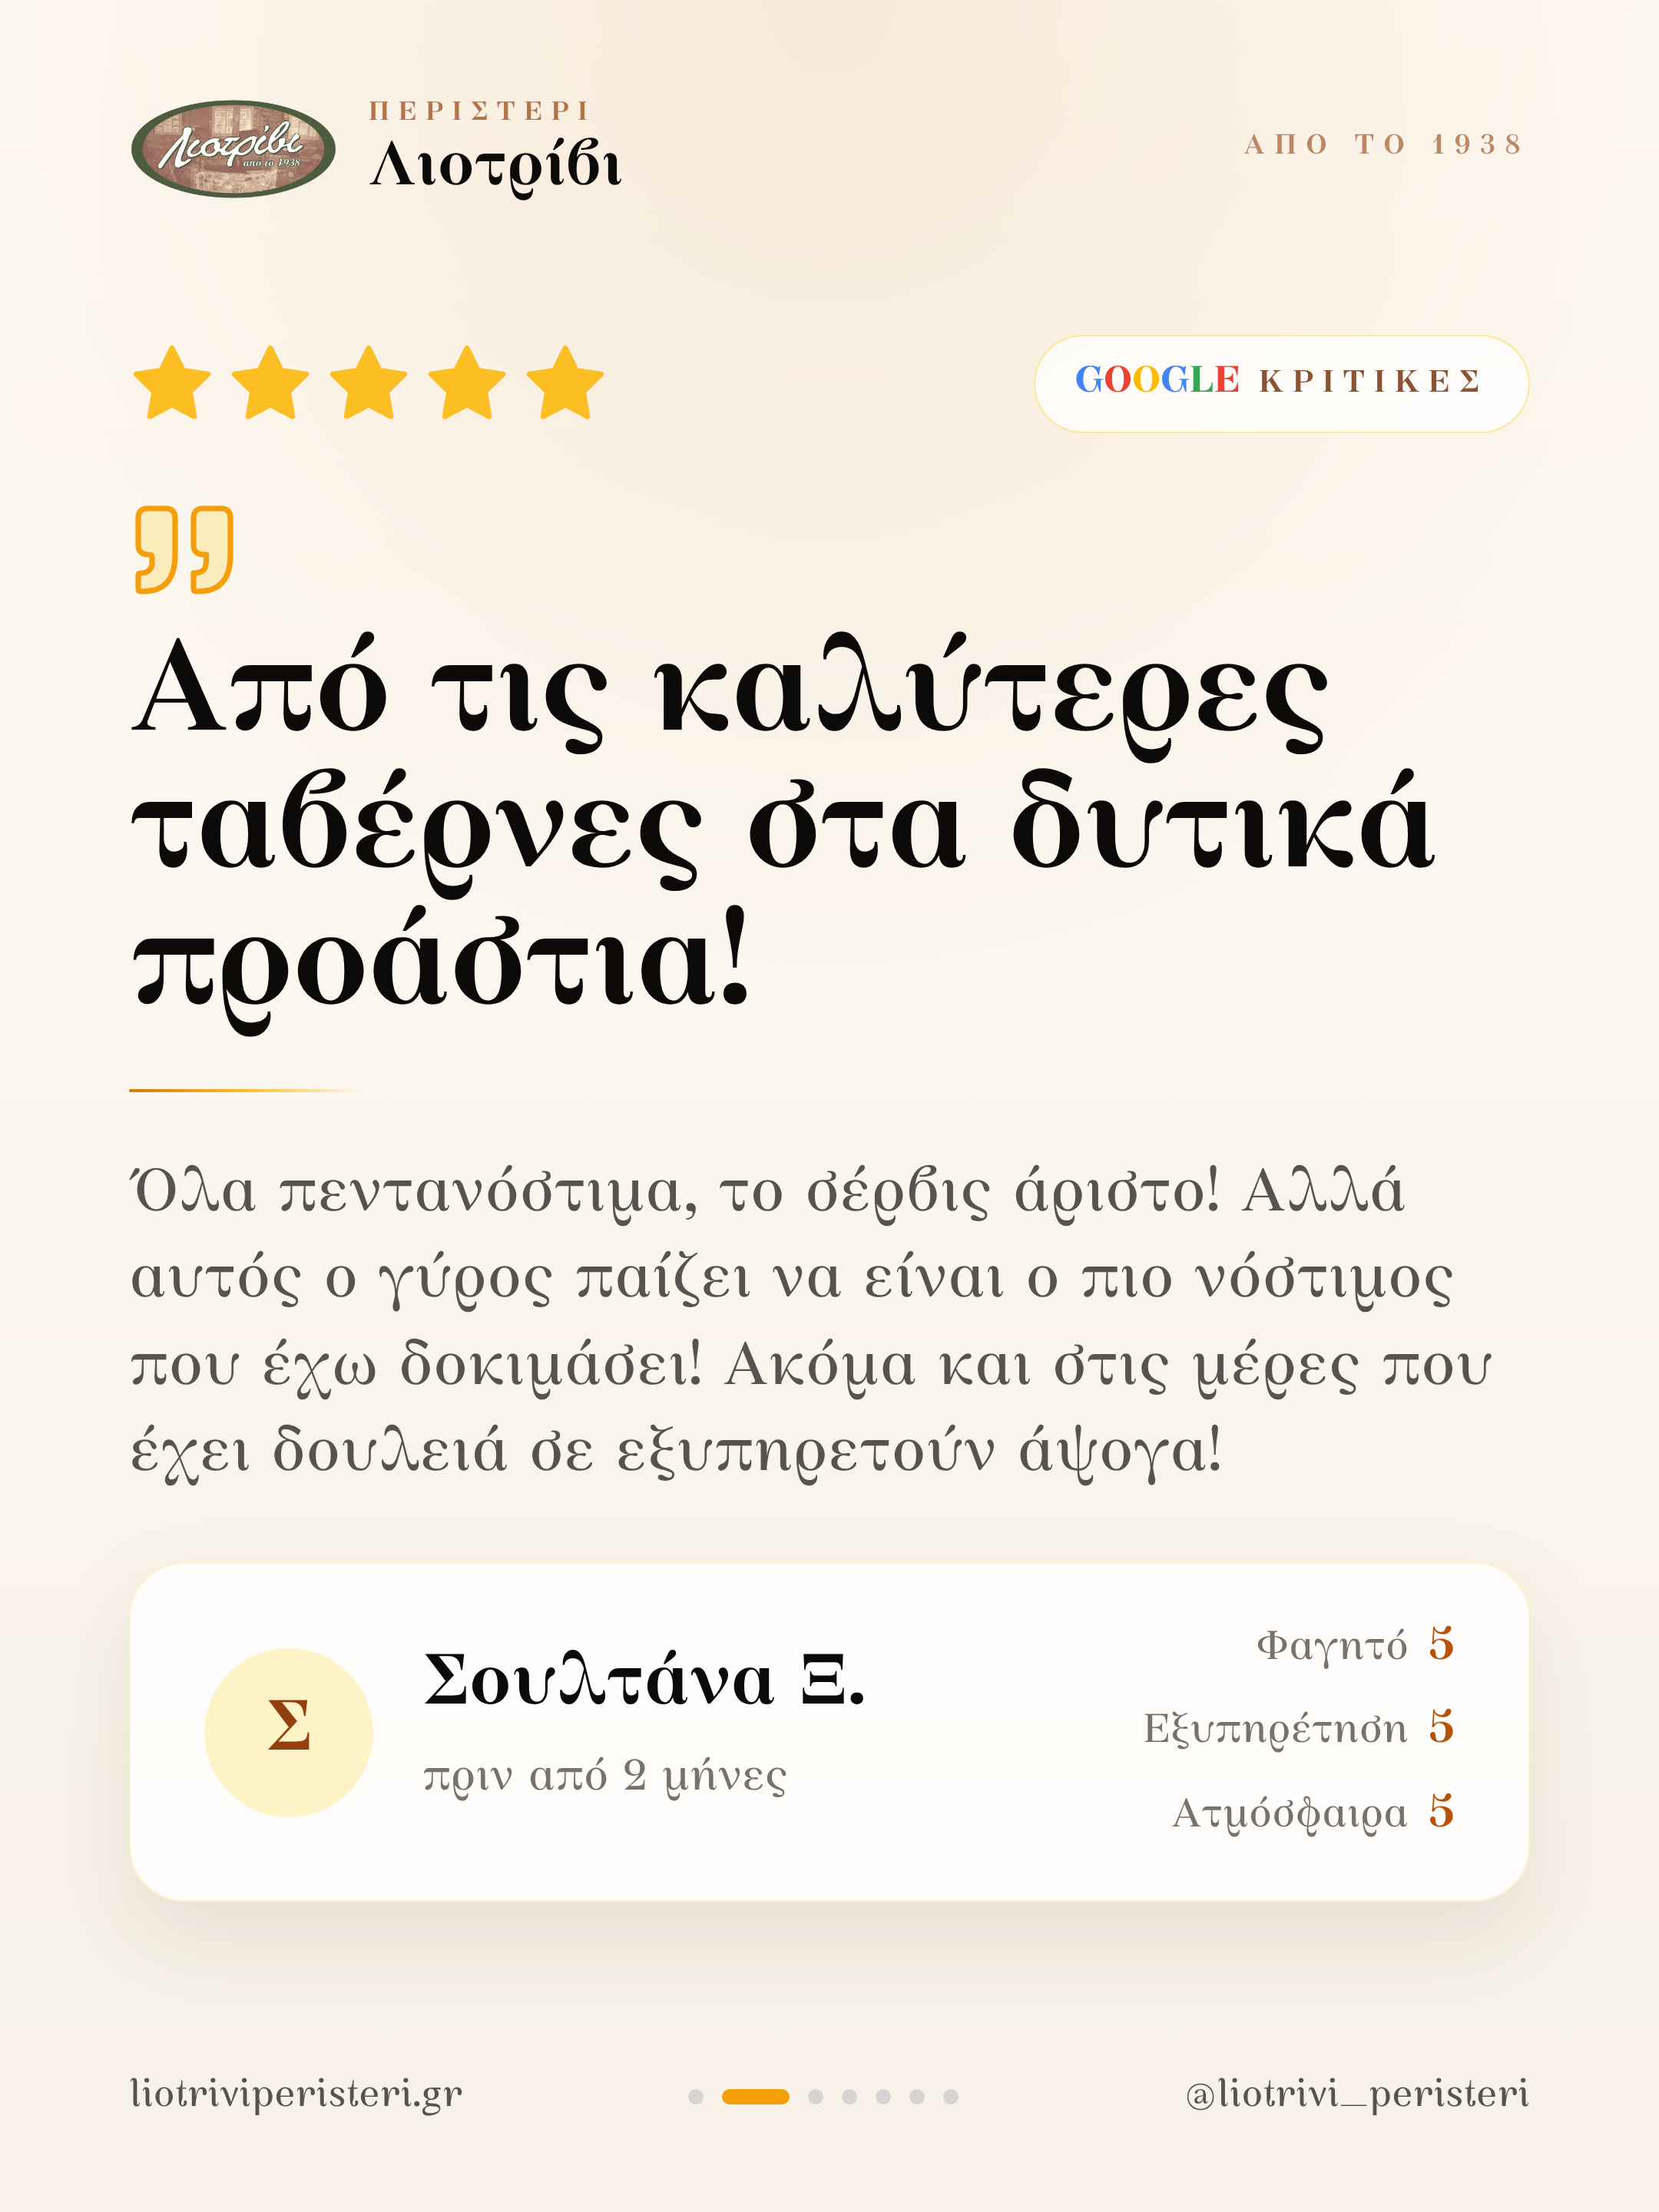 Λιοτρίβι
από το 1938
ΠΕΡΙΣΤΕΡΙ
Λιοτρίβι
ΑΠΟ ΤΟ 1938
GOOGLE ΚΡΙΤΙΚΕΣ
Από τις καλύτερες
ταβέρνες στα δυτικά
προάστια!
Όλα πεντανόστιμα, το σέρβις άριστο! Αλλά
αυτός ο γύρος παίζει να είναι ο πιο νόστιμος
που έχω δοκιμάσει! Ακόμα και στις μέρες που
έχει δουλειά σε εξυπηρετούν άψογα!
Σ
Σουλτάνα Ξ.
πριν από 2 μήνες
Φαγητό 5
Εξυπηρέτηση 5
Ατμόσφαιρα 5
liotriviperisteri.gr
@liotrivi_peristeri